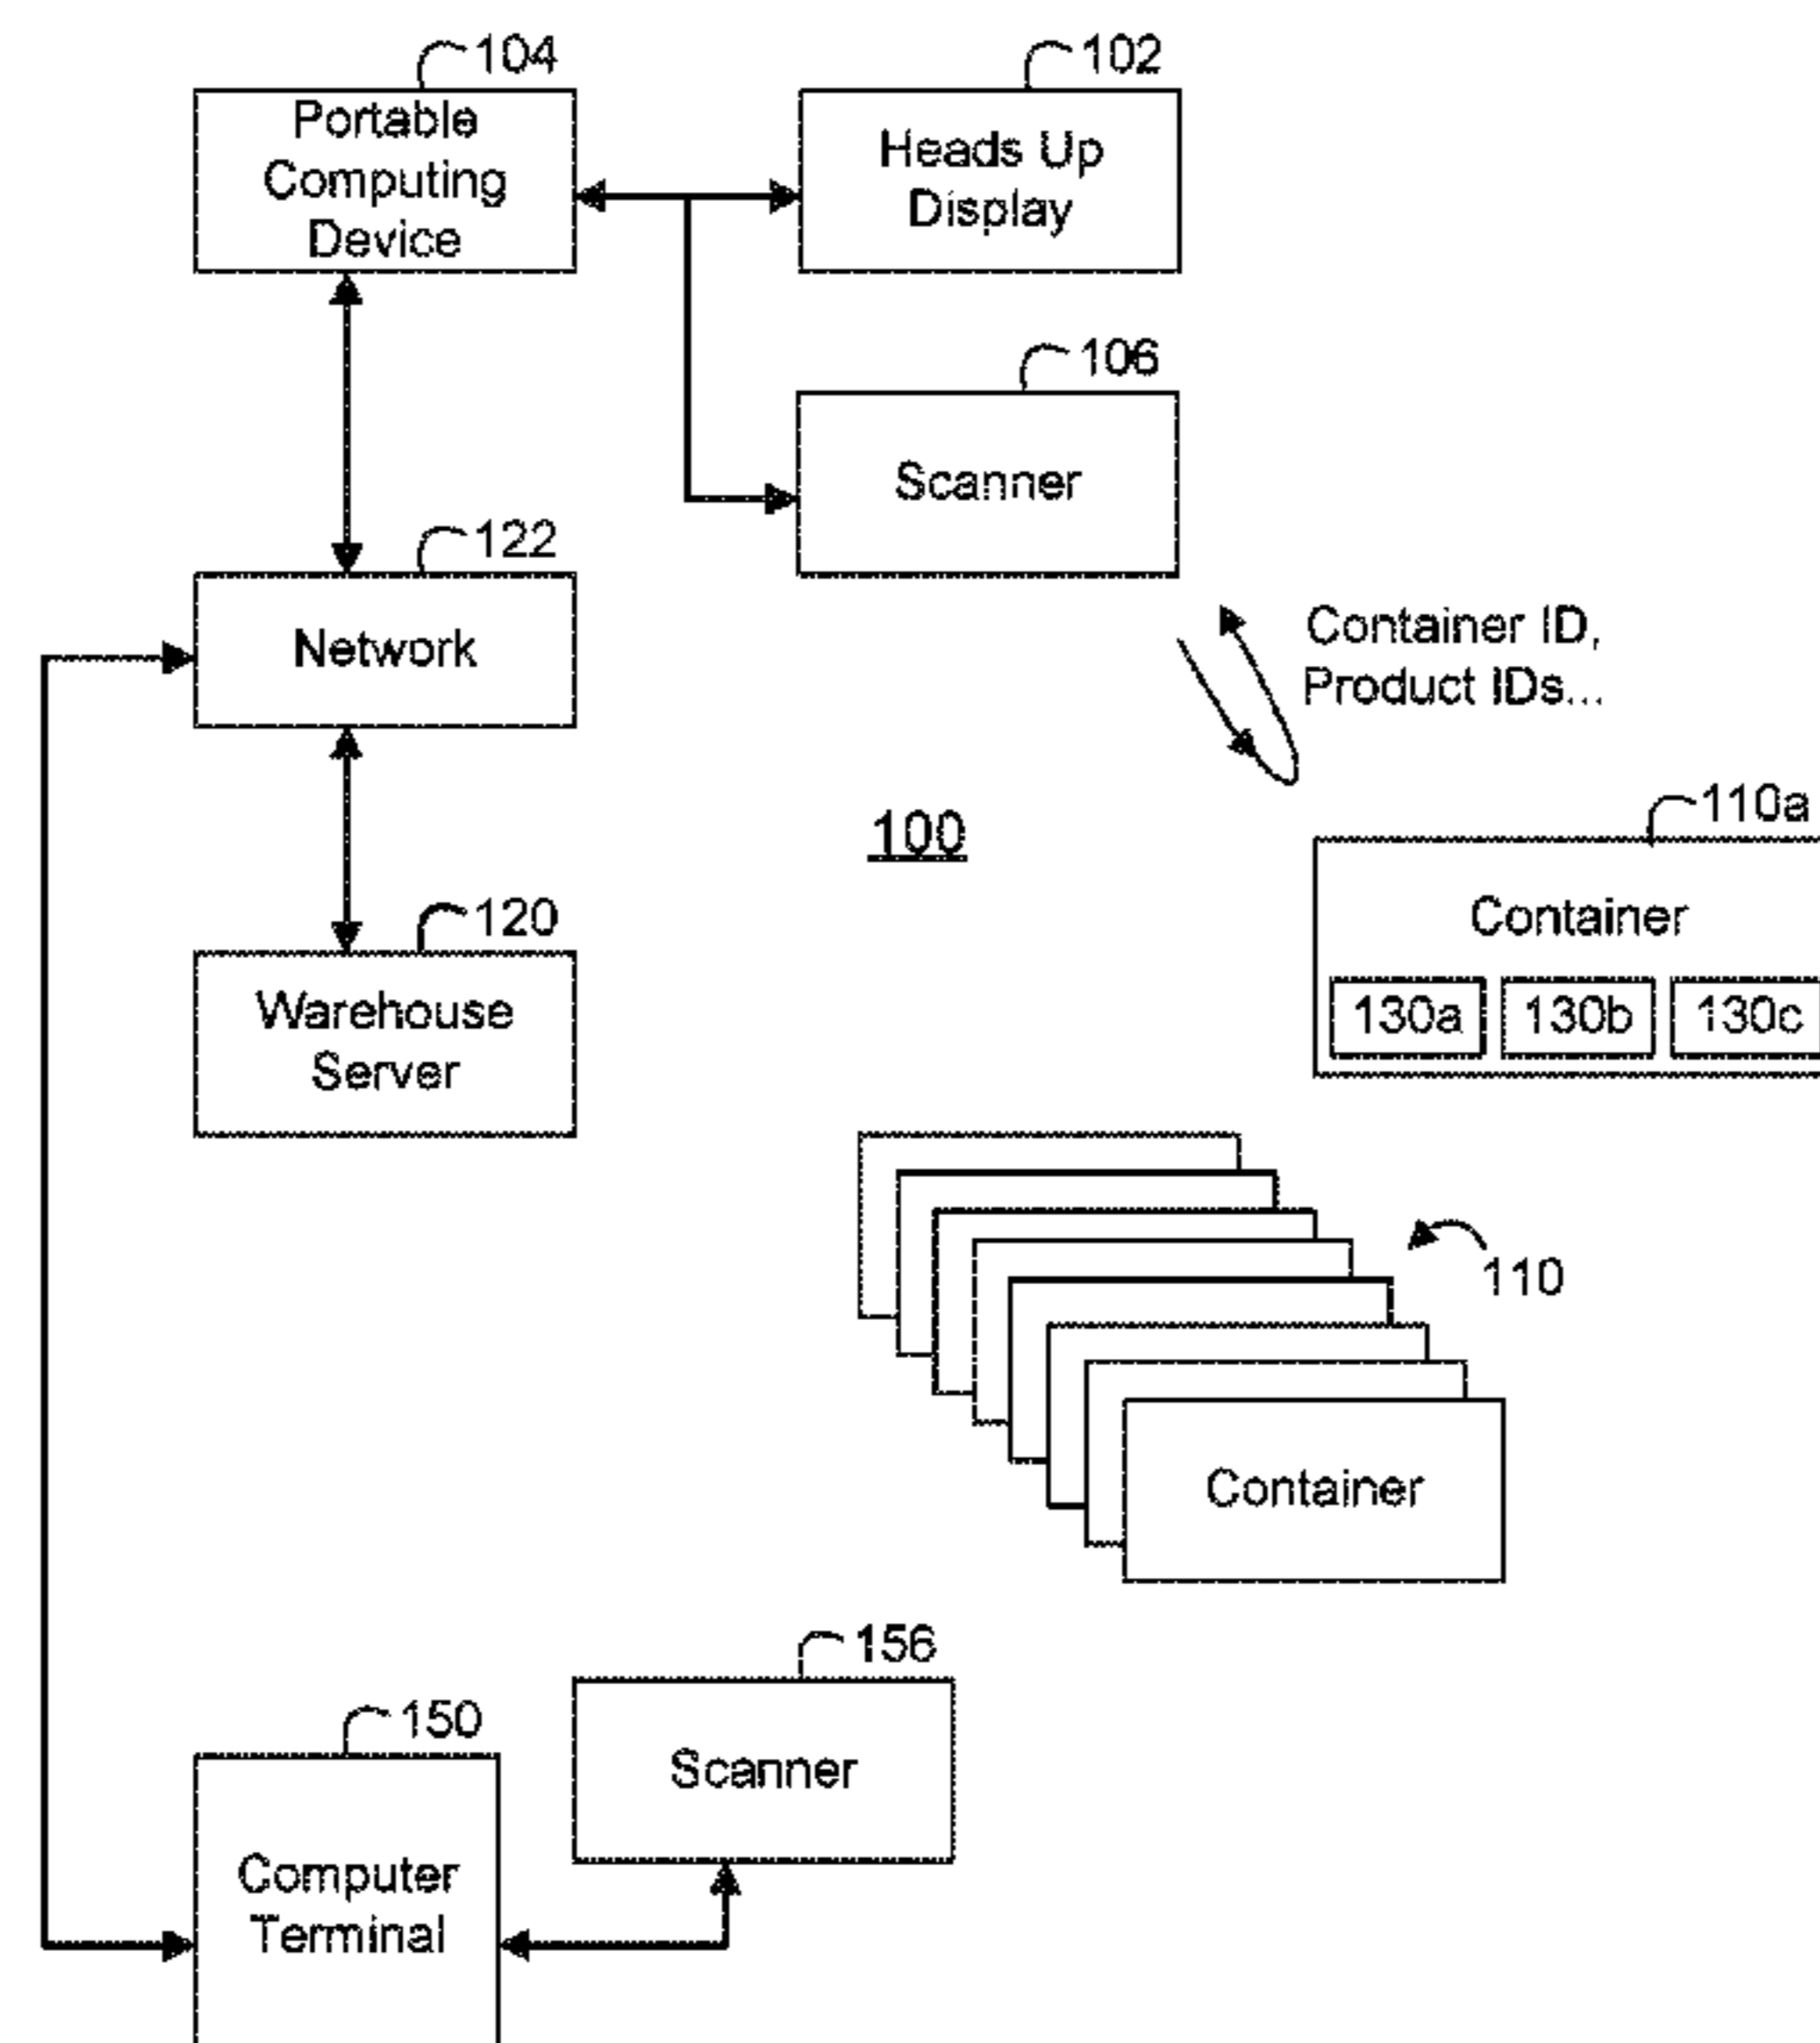 104
Portable
Computing
Device
102
Heads Up
Display
106
Scanner
122
Network
Container ID,
Product IDs...
100
110a
Container
130a 130b 130c
120
Warehouse
Server
110
Container
156
Scanner
150
Computer
Terminal